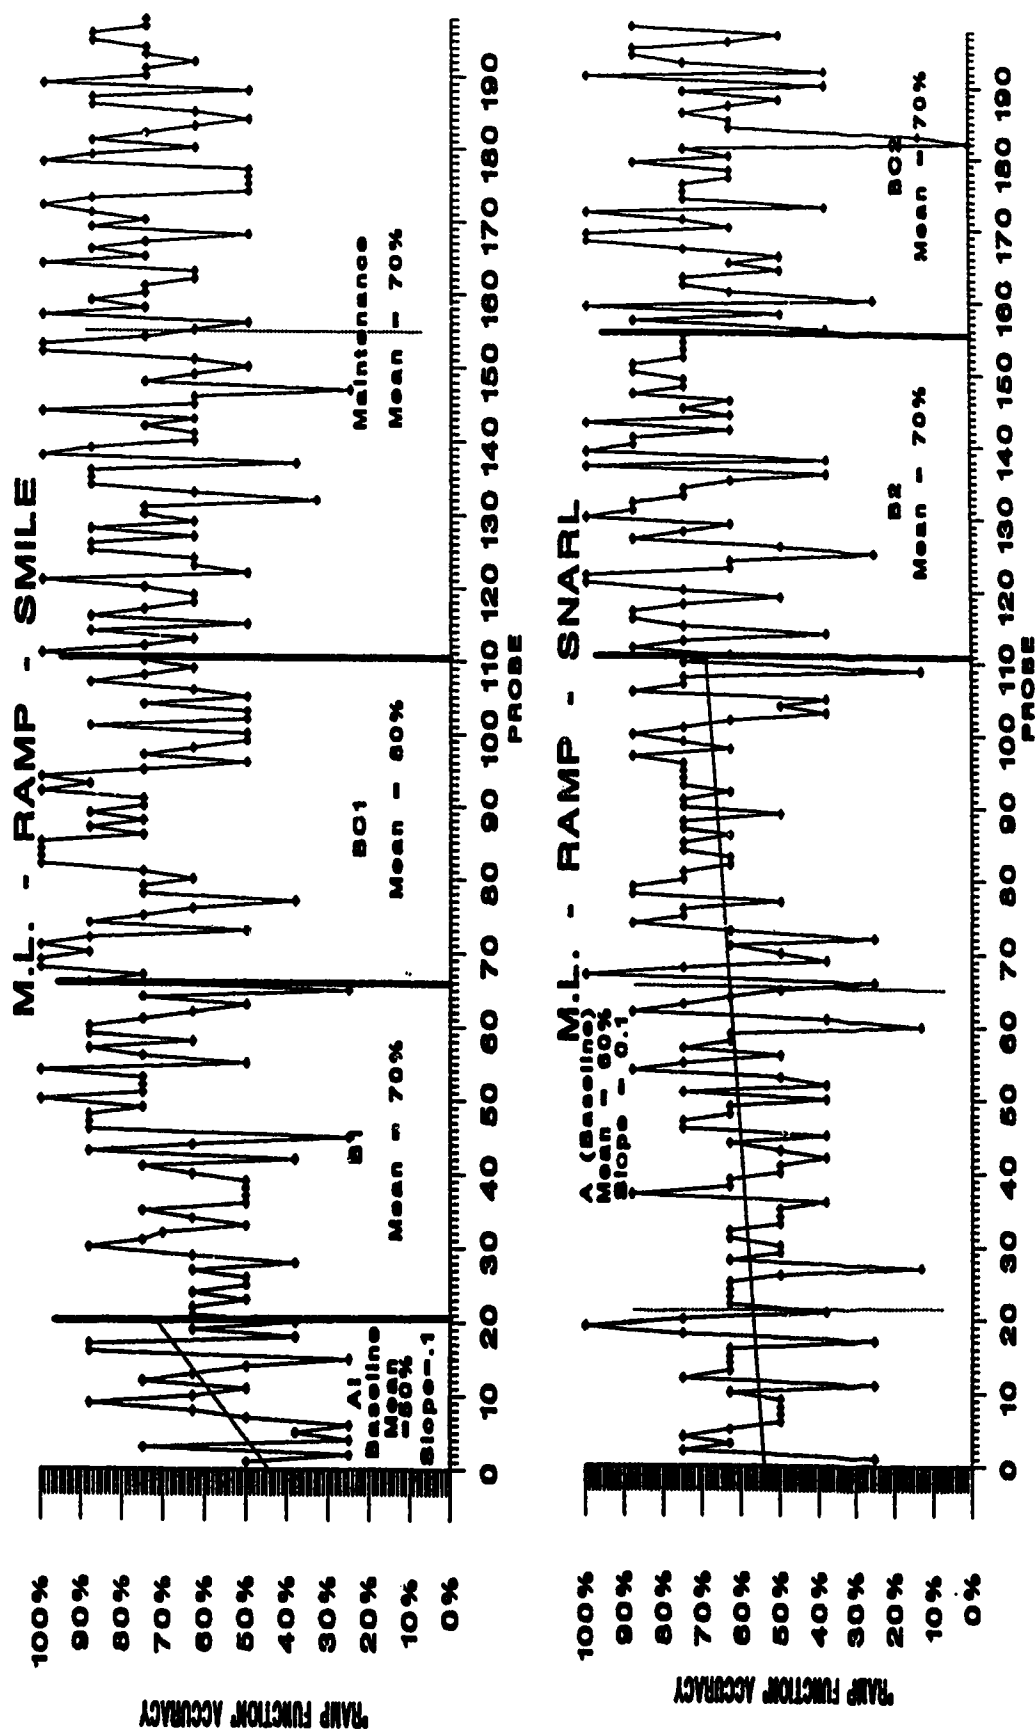 M.L. - RAMP - SMILE
"RAMP FUNCTION" ACCURACY
100%
90%
80%
70%
60%
50%
40%
30%
20%
10%
0%
A:
Baseline
Mean
=50%
Slope=.1
B1
Mean = 70%
BC1
Mean = 80%
Maintenance
Mean = 70%
0 10 20 30 40 50 60 70 80 90 100 110 120 130 140 150 160 170 180 190
PROBE
M.L. - RAMP - SNARL
"RAMP FUNCTION" ACCURACY
100%
90%
80%
70%
60%
50%
40%
30%
20%
10%
0%
A (Baseline)
Mean = 60%
Slope = 0.1
B2
Mean = 70%
BC2
Mean = 70%
0 10 20 30 40 50 60 70 80 90 100 110 120 130 140 150 160 170 180 190
PROBE